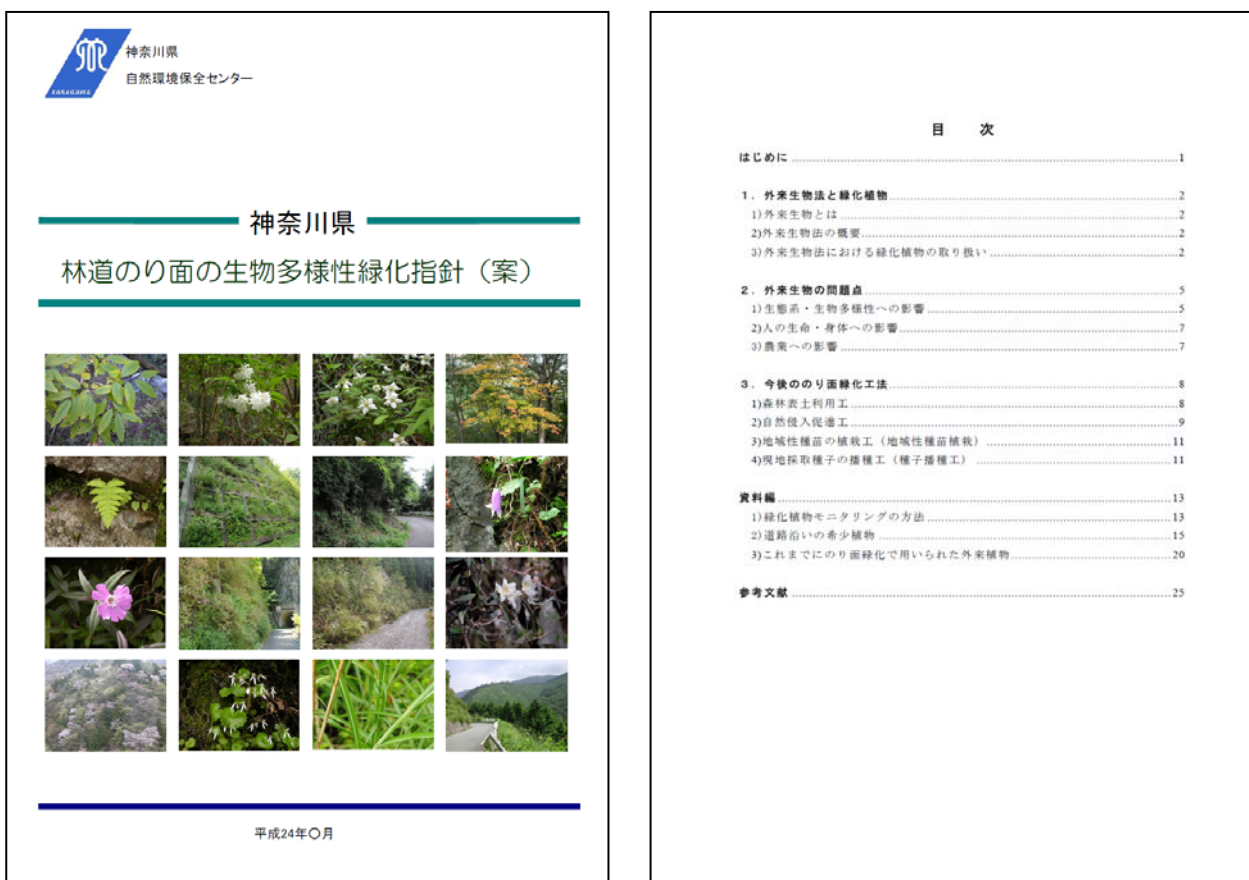 神奈川県
自然環境保全センター
KANAGAWA
神奈川県
林道のり面の生物多様性緑化指針（案）
平成24年〇月
目　次
はじめに 1
1．外来生物法と緑化植物 2
1)外来生物とは 2
2)外来生物法の概要 2
3)外来生物法における緑化植物の取り扱い 2
2．外来生物の問題点 5
1)生態系・生物多様性への影響 5
2)人の生命・身体への影響 7
3)農業への影響 7
3．今後ののり面緑化工法 8
1)森林表土利用工 8
2)自然侵入促進工 9
3)地域性種苗の植栽工（地域性種苗植栽） 11
4)現地採取種子の播種工（種子播種工） 11
資料編 13
1)緑化植物モニタリングの方法 13
2)道路沿いの希少植物 15
3)これまでにのり面緑化で用いられた外来植物 20
参考文献 25